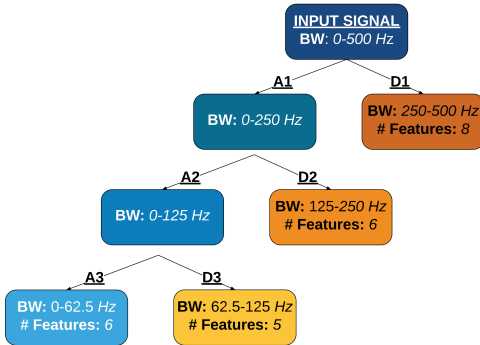 INPUT SIGNAL
BW: 0-500 Hz
A1
D1
BW: 0-250 Hz
BW: 250-500 Hz
# Features: 8
A2
D2
BW: 0-125 Hz
BW: 125-250 Hz
# Features: 6
A3
D3
BW: 0-62.5 Hz
# Features: 6
BW: 62.5-125 Hz
# Features: 5